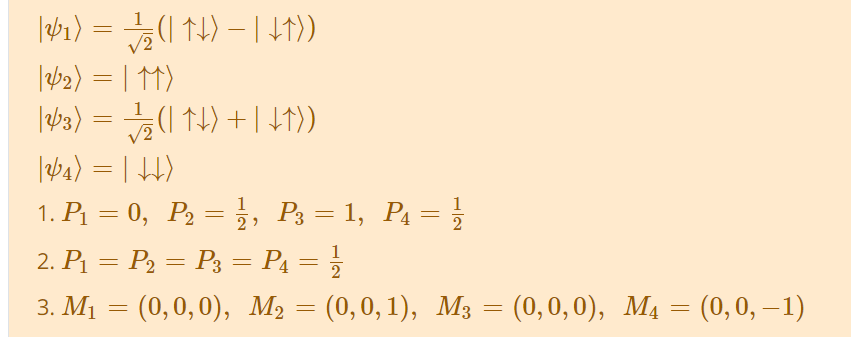 |ψ₁⟩ = 1/√2 (| ↑↓⟩ − | ↓↑⟩)
|ψ₂⟩ = | ↑↑⟩
|ψ₃⟩ = 1/√2 (| ↑↓⟩ + | ↓↑⟩)
|ψ₄⟩ = | ↓↓⟩
1. P₁ = 0, P₂ = 1/2, P₃ = 1, P₄ = 1/2
2. P₁ = P₂ = P₃ = P₄ = 1/2
3. M₁ = (0, 0, 0), M₂ = (0, 0, 1), M₃ = (0, 0, 0), M₄ = (0, 0, −1)